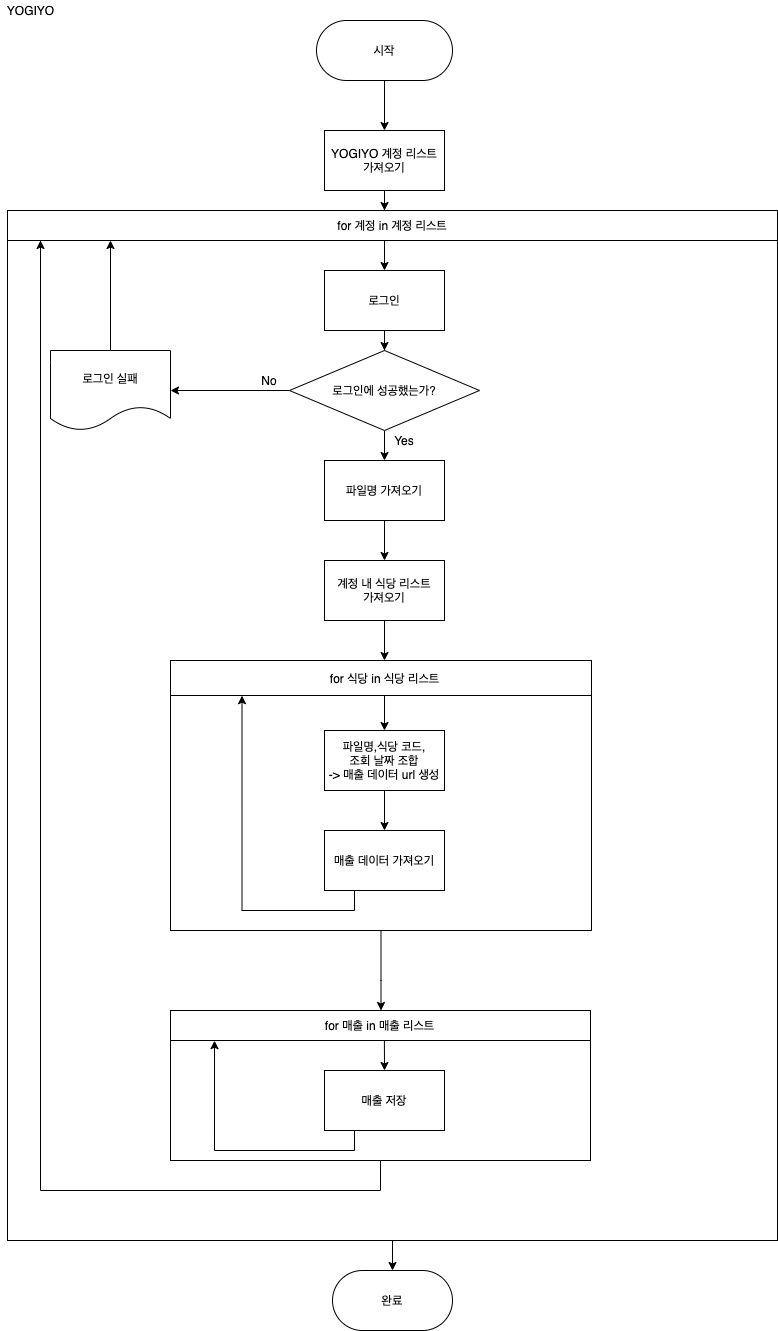 YOGIYO
시작
YOGIYO 계정 리스트
가져오기
for 계정 in 계정 리스트
로그인
로그인 실패
No
로그인에 성공했는가?
Yes
파일명 가져오기
계정 내 식당 리스트
가져오기
for 식당 in 식당 리스트
파일명,식당 코드,
조회 날짜 조합
-> 매출 데이터 url 생성
매출 데이터 가져오기
for 매출 in 매출 리스트
매출 저장
완료